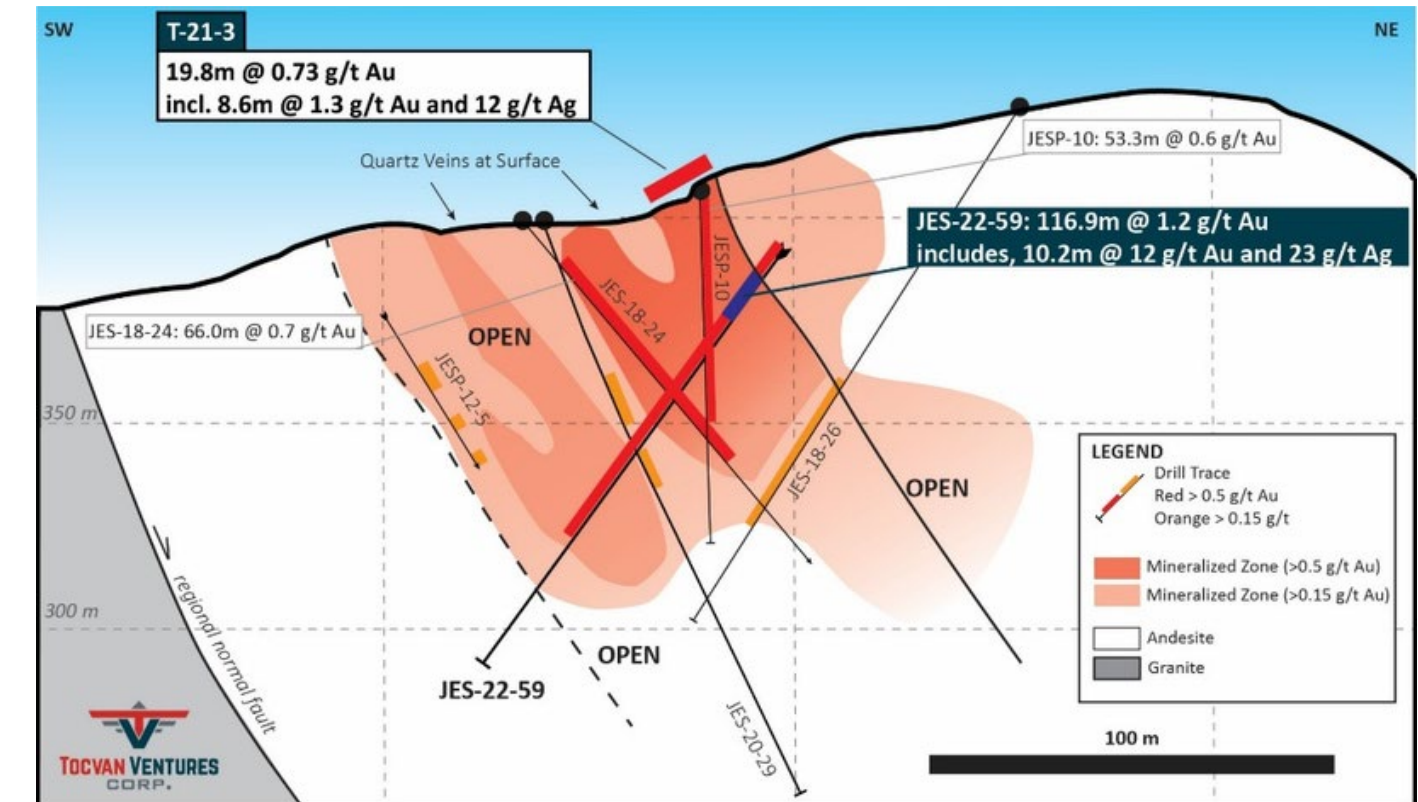 SW
NE
T-21-3
19.8m @ 0.73 g/t Au
incl. 8.6m @ 1.3 g/t Au and 12 g/t Ag
Quartz Veins at Surface
JESP-10: 53.3m @ 0.6 g/t Au
JES-22-59: 116.9m @ 1.2 g/t Au
includes, 10.2m @ 12 g/t Au and 23 g/t Ag
JESP-10
JES-18-24
JES-18-24: 66.0m @ 0.7 g/t Au
OPEN
JESP-12-5
350 m
JES-18-26
OPEN
LEGEND
Drill Trace
Red > 0.5 g/t Au
Orange > 0.15 g/t
Mineralized Zone (>0.5 g/t Au)
Mineralized Zone (>0.15 g/t Au)
Andesite
Granite
300 m
regional normal fault
OPEN
JES-22-59
JES-20-29
TOCVAN VENTURES
CORP.
100 m